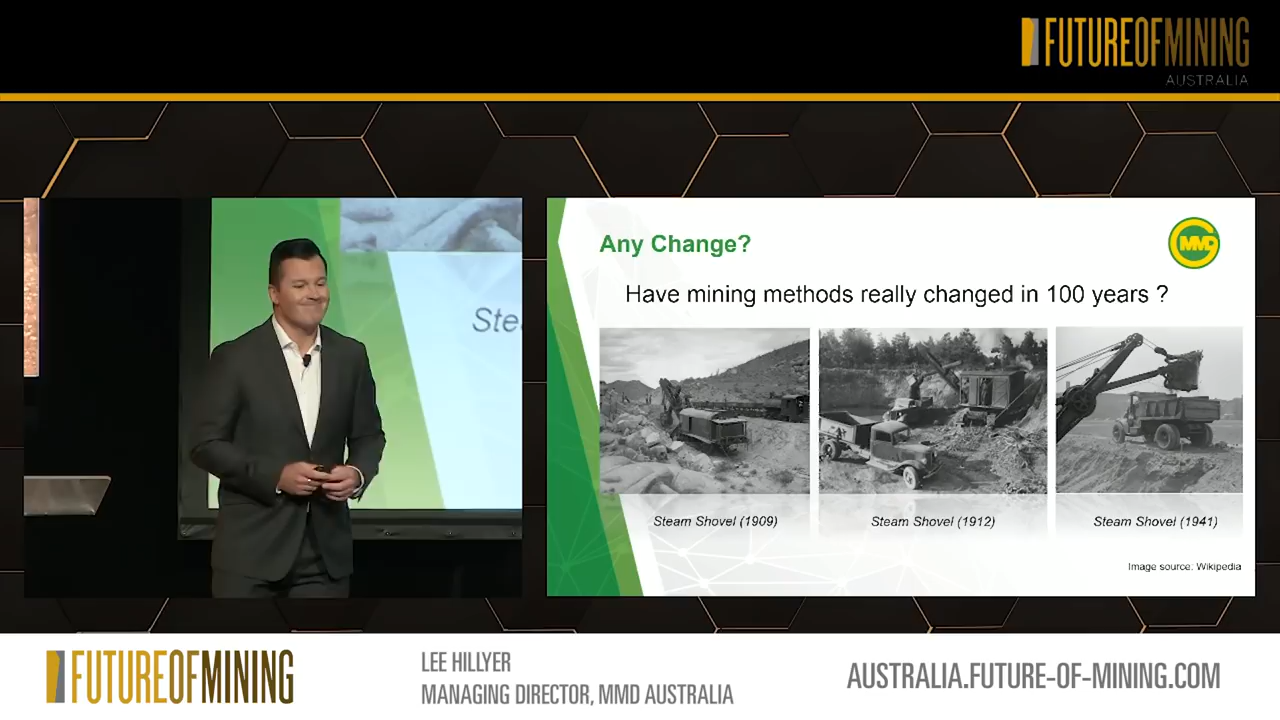 FUTUREOFMINING
AUSTRALIA
Any Change?
MMD
Have mining methods really changed in 100 years ?
Stea
Steam Shovel (1909)
Steam Shovel (1912)
Steam Shovel (1941)
Image source: Wikipedia
FUTUREOFMINING
LEE HILLYER
MANAGING DIRECTOR, MMD AUSTRALIA
AUSTRALIA.FUTURE-OF-MINING.COM